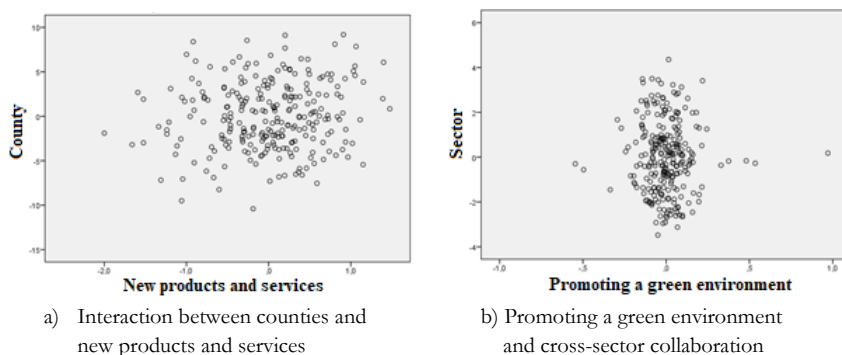 10
5
0
-5
-10
-15
County
-2,0
-1,0
,0
1,0
New products and services
a) Interaction between counties and
new products and services
6
4
2
0
-2
-4
Sector
-1,0
-,5
,0
,5
1,0
Promoting a green environment
b) Promoting a green environment
and cross-sector collaboration